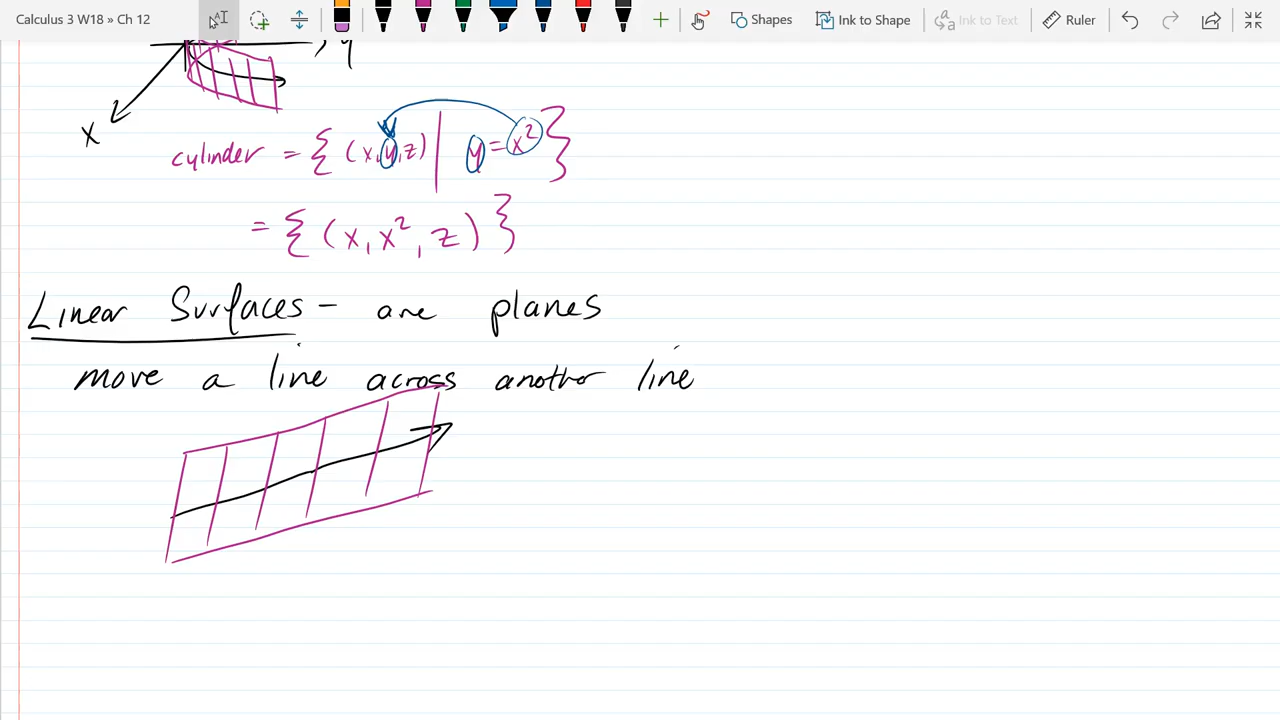 Calculus 3 W18 » Ch 12
Shapes
Ink to Shape
Ink to Text
Ruler
y
x
cylinder = {(x,y,z) | y = x²}
= {(x, x², z)}
Linear Surfaces - are planes
move a line across another line